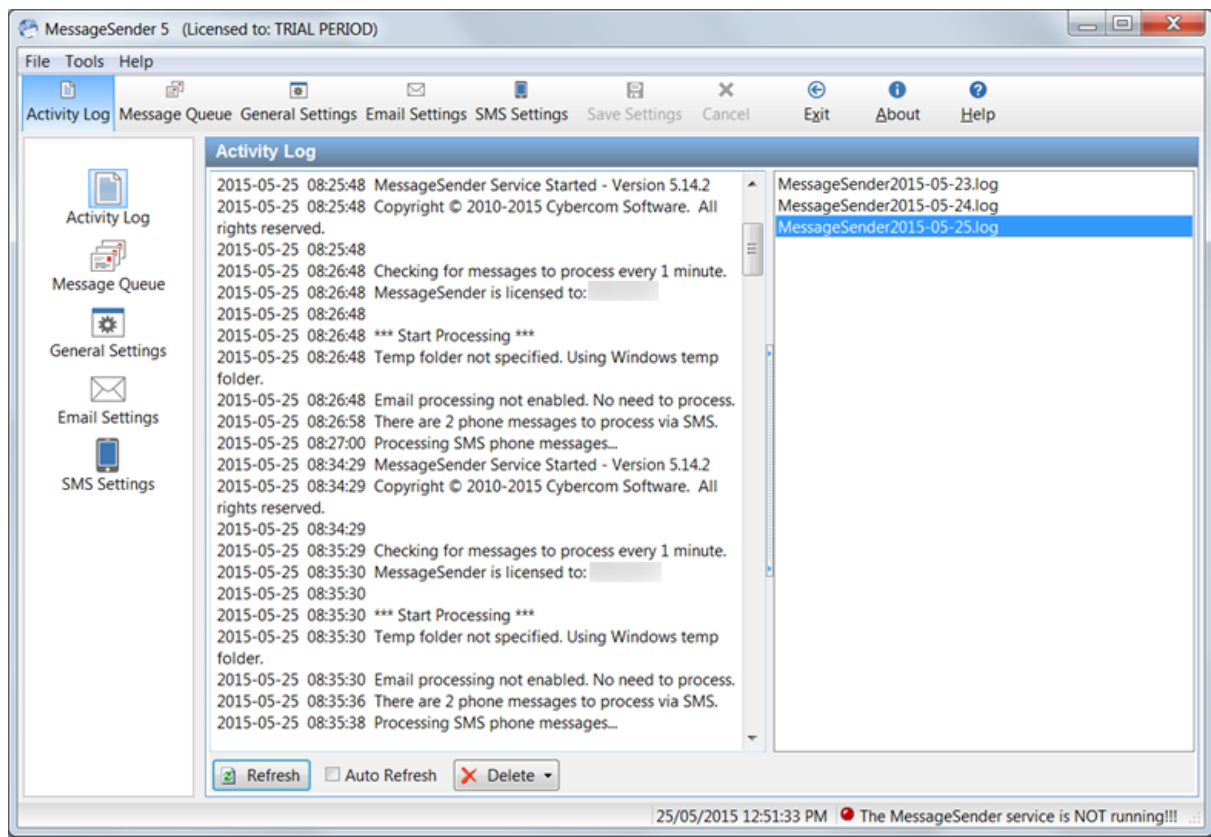 MessageSender 5 (Licensed to: TRIAL PERIOD)
File Tools Help
Activity Log Message Queue General Settings Email Settings SMS Settings Save Settings Cancel Exit About Help
Activity Log
Message Queue
General Settings
Email Settings
SMS Settings
Activity Log
2015-05-25 08:25:48 MessageSender Service Started - Version 5.14.2
2015-05-25 08:25:48 Copyright © 2010-2015 Cybercom Software. All
rights reserved.
2015-05-25 08:25:48
2015-05-25 08:26:48 Checking for messages to process every 1 minute.
2015-05-25 08:26:48 MessageSender is licensed to:
2015-05-25 08:26:48
2015-05-25 08:26:48 *** Start Processing ***
2015-05-25 08:26:48 Temp folder not specified. Using Windows temp
folder.
2015-05-25 08:26:48 Email processing not enabled. No need to process.
2015-05-25 08:26:58 There are 2 phone messages to process via SMS.
2015-05-25 08:27:00 Processing SMS phone messages...
2015-05-25 08:34:29 MessageSender Service Started - Version 5.14.2
2015-05-25 08:34:29 Copyright © 2010-2015 Cybercom Software. All
rights reserved.
2015-05-25 08:34:29
2015-05-25 08:35:29 Checking for messages to process every 1 minute.
2015-05-25 08:35:30 MessageSender is licensed to:
2015-05-25 08:35:30
2015-05-25 08:35:30 *** Start Processing ***
2015-05-25 08:35:30 Temp folder not specified. Using Windows temp
folder.
2015-05-25 08:35:30 Email processing not enabled. No need to process.
2015-05-25 08:35:36 There are 2 phone messages to process via SMS.
2015-05-25 08:35:38 Processing SMS phone messages...
MessageSender2015-05-23.log
MessageSender2015-05-24.log
MessageSender2015-05-25.log
Refresh Auto Refresh Delete
25/05/2015 12:51:33 PM The MessageSender service is NOT running!!!